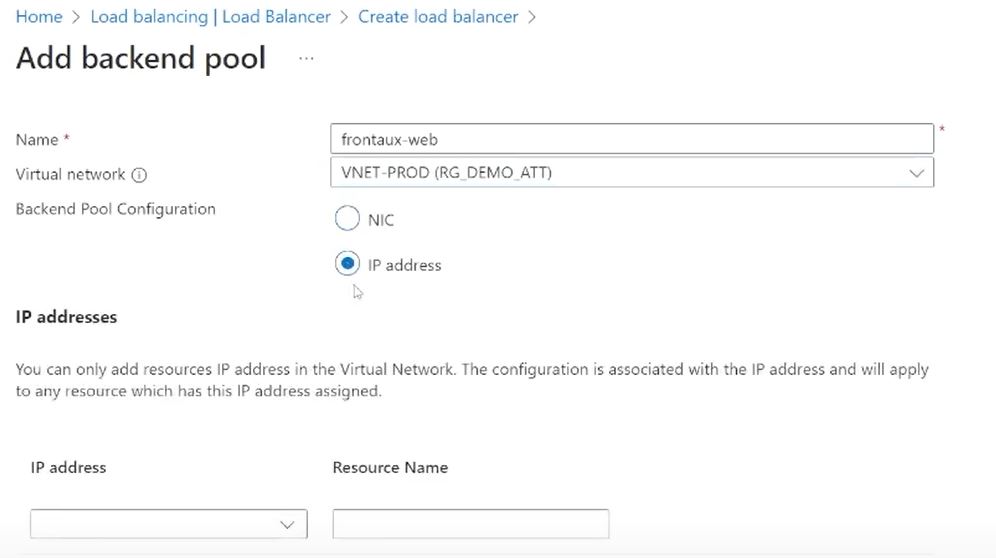 Home > Load balancing | Load Balancer > Create load balancer >
Add backend pool ...
Name *
frontaux-web *
Virtual network
VNET-PROD (RG_DEMO_ATT)
Backend Pool Configuration
NIC
IP address
IP addresses
You can only add resources IP address in the Virtual Network. The configuration is associated with the IP address and will apply
to any resource which has this IP address assigned.
IP address Resource Name